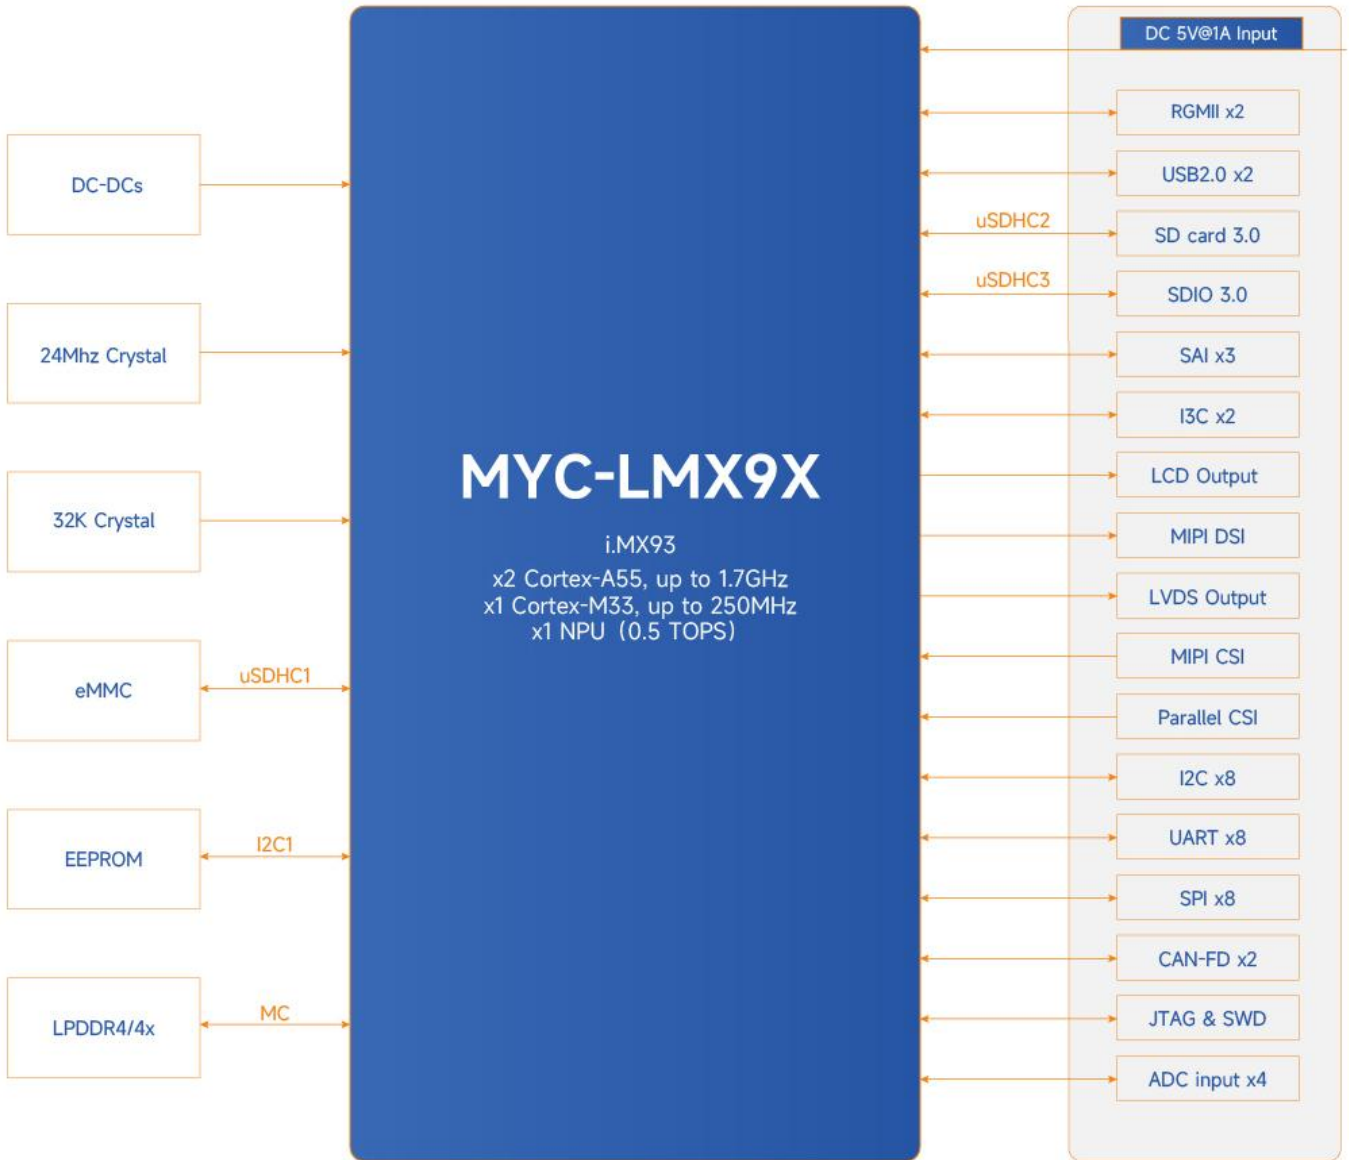 DC-DCs
24Mhz Crystal
32K Crystal
eMMC
uSDHC1
EEPROM
I2C1
LPDDR4/4x
MC
MYC-LMX9X
i.MX93
x2 Cortex-A55, up to 1.7GHz
x1 Cortex-M33, up to 250MHz
x1 NPU（0.5 TOPS）
DC 5V@1A Input
RGMII x2
USB2.0 x2
uSDHC2
SD card 3.0
uSDHC3
SDIO 3.0
SAI x3
I3C x2
LCD Output
MIPI DSI
LVDS Output
MIPI CSI
Parallel CSI
I2C x8
UART x8
SPI x8
CAN-FD x2
JTAG & SWD
ADC input x4